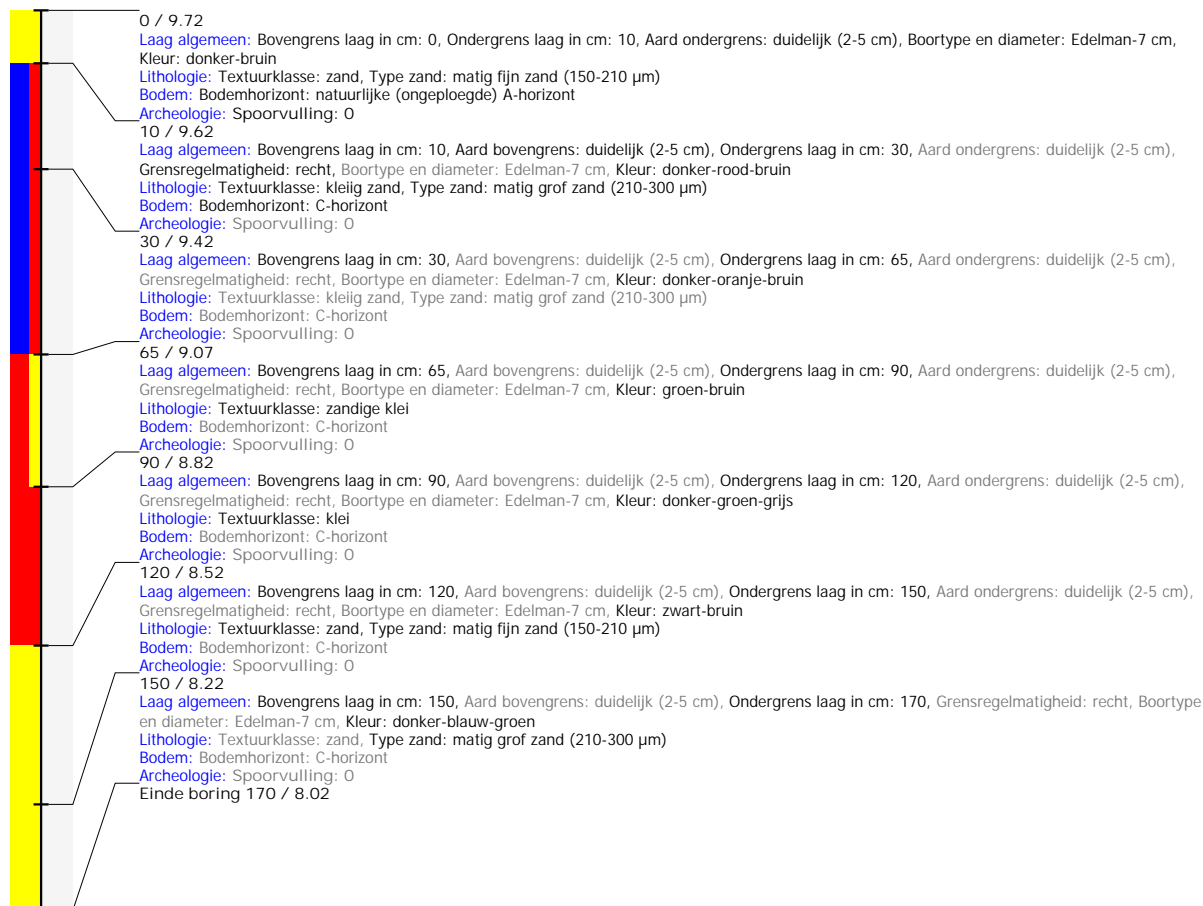 0 / 9.72
Laag algemeen: Bovengrens laag in cm: 0, Ondergrens laag in cm: 10, Aard ondergrens: duidelijk (2-5 cm), Boortype en diameter: Edelman-7 cm,
Kleur: donker-bruin
Lithologie: Textuurklasse: zand, Type zand: matig fijn zand (150-210 µm)
Bodem: Bodemhorizont: natuurlijke (ongeploegde) A-horizont
Archeologie: Spoorvulling: 0
10 / 9.62
Laag algemeen: Bovengrens laag in cm: 10, Aard bovengrens: duidelijk (2-5 cm), Ondergrens laag in cm: 30, Aard ondergrens: duidelijk (2-5 cm),
Grensregelmatigheid: recht, Boortype en diameter: Edelman-7 cm, Kleur: donker-rood-bruin
Lithologie: Textuurklasse: kleiig zand, Type zand: matig grof zand (210-300 µm)
Bodem: Bodemhorizont: C-horizont
Archeologie: Spoorvulling: 0
30 / 9.42
Laag algemeen: Bovengrens laag in cm: 30, Aard bovengrens: duidelijk (2-5 cm), Ondergrens laag in cm: 65, Aard ondergrens: duidelijk (2-5 cm),
Grensregelmatigheid: recht, Boortype en diameter: Edelman-7 cm, Kleur: donker-oranje-bruin
Lithologie: Textuurklasse: kleiig zand, Type zand: matig grof zand (210-300 µm)
Bodem: Bodemhorizont: C-horizont
Archeologie: Spoorvulling: 0
65 / 9.07
Laag algemeen: Bovengrens laag in cm: 65, Aard bovengrens: duidelijk (2-5 cm), Ondergrens laag in cm: 90, Aard ondergrens: duidelijk (2-5 cm),
Grensregelmatigheid: recht, Boortype en diameter: Edelman-7 cm, Kleur: groen-bruin
Lithologie: Textuurklasse: zandige klei
Bodem: Bodemhorizont: C-horizont
Archeologie: Spoorvulling: 0
90 / 8.82
Laag algemeen: Bovengrens laag in cm: 90, Aard bovengrens: duidelijk (2-5 cm), Ondergrens laag in cm: 120, Aard ondergrens: duidelijk (2-5 cm),
Grensregelmatigheid: recht, Boortype en diameter: Edelman-7 cm, Kleur: donker-groen-grijs
Lithologie: Textuurklasse: klei
Bodem: Bodemhorizont: C-horizont
Archeologie: Spoorvulling: 0
120 / 8.52
Laag algemeen: Bovengrens laag in cm: 120, Aard bovengrens: duidelijk (2-5 cm), Ondergrens laag in cm: 150, Aard ondergrens: duidelijk (2-5 cm),
Grensregelmatigheid: recht, Boortype en diameter: Edelman-7 cm, Kleur: zwart-bruin
Lithologie: Textuurklasse: zand, Type zand: matig fijn zand (150-210 µm)
Bodem: Bodemhorizont: C-horizont
Archeologie: Spoorvulling: 0
150 / 8.22
Laag algemeen: Bovengrens laag in cm: 150, Aard bovengrens: duidelijk (2-5 cm), Ondergrens laag in cm: 170, Grensregelmatigheid: recht, Boortype
en diameter: Edelman-7 cm, Kleur: donker-blauw-groen
Lithologie: Textuurklasse: zand, Type zand: matig grof zand (210-300 µm)
Bodem: Bodemhorizont: C-horizont
Archeologie: Spoorvulling: 0
Einde boring 170 / 8.02